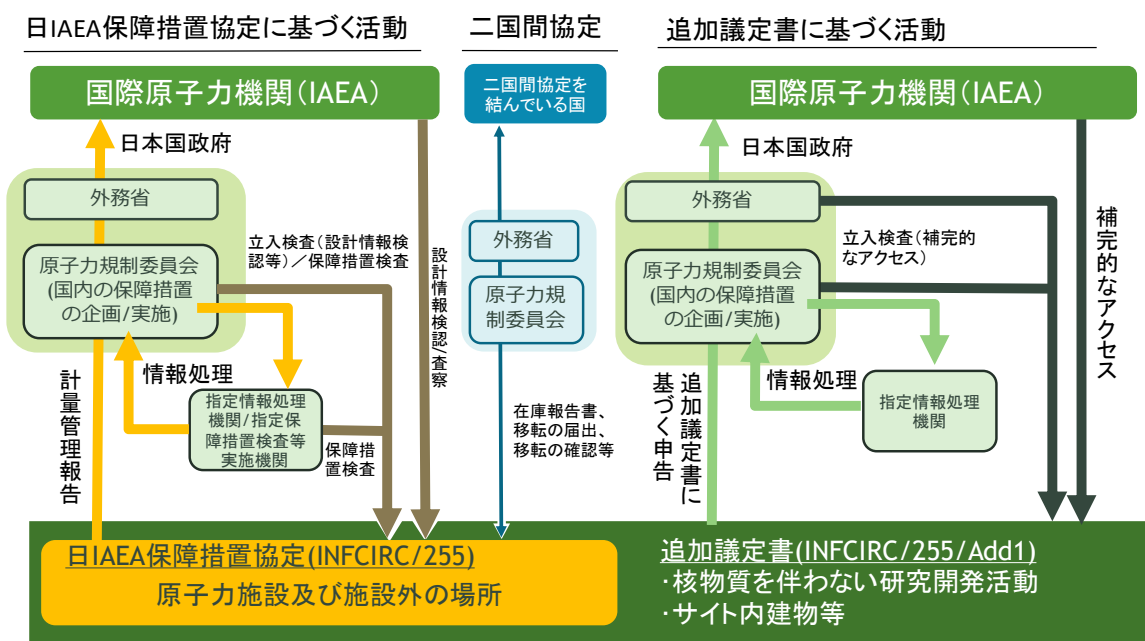 日IAEA保障措置協定に基づく活動
国際原子力機関（IAEA）
日本国政府
外務省
原子力規制委員会
(国内の保障措置
の企画/実施)
立入検査（設計情報検
認等）／保障措置検査
設計情報検認/査察
情報処理
指定情報処理
機関/指定保
障措置検査等
実施機関
保障措
置検査
計量管理報告
二国間協定
二国間協定を
結んでいる国
外務省
原子力規
制委員会
在庫報告書、
移転の届出、
移転の確認等
追加議定書に基づく活動
国際原子力機関（IAEA）
日本国政府
外務省
原子力規制委員会
(国内の保障措置
の企画/実施)
立入検査（補完的
なアクセス）
補完的なアクセス
情報処理
指定情報処理
機関
追加議定書に
基づく申告
日IAEA保障措置協定(INFCIRC/255)
原子力施設及び施設外の場所
追加議定書(INFCIRC/255/Add1)
・核物質を伴わない研究開発活動
・サイト内建物等